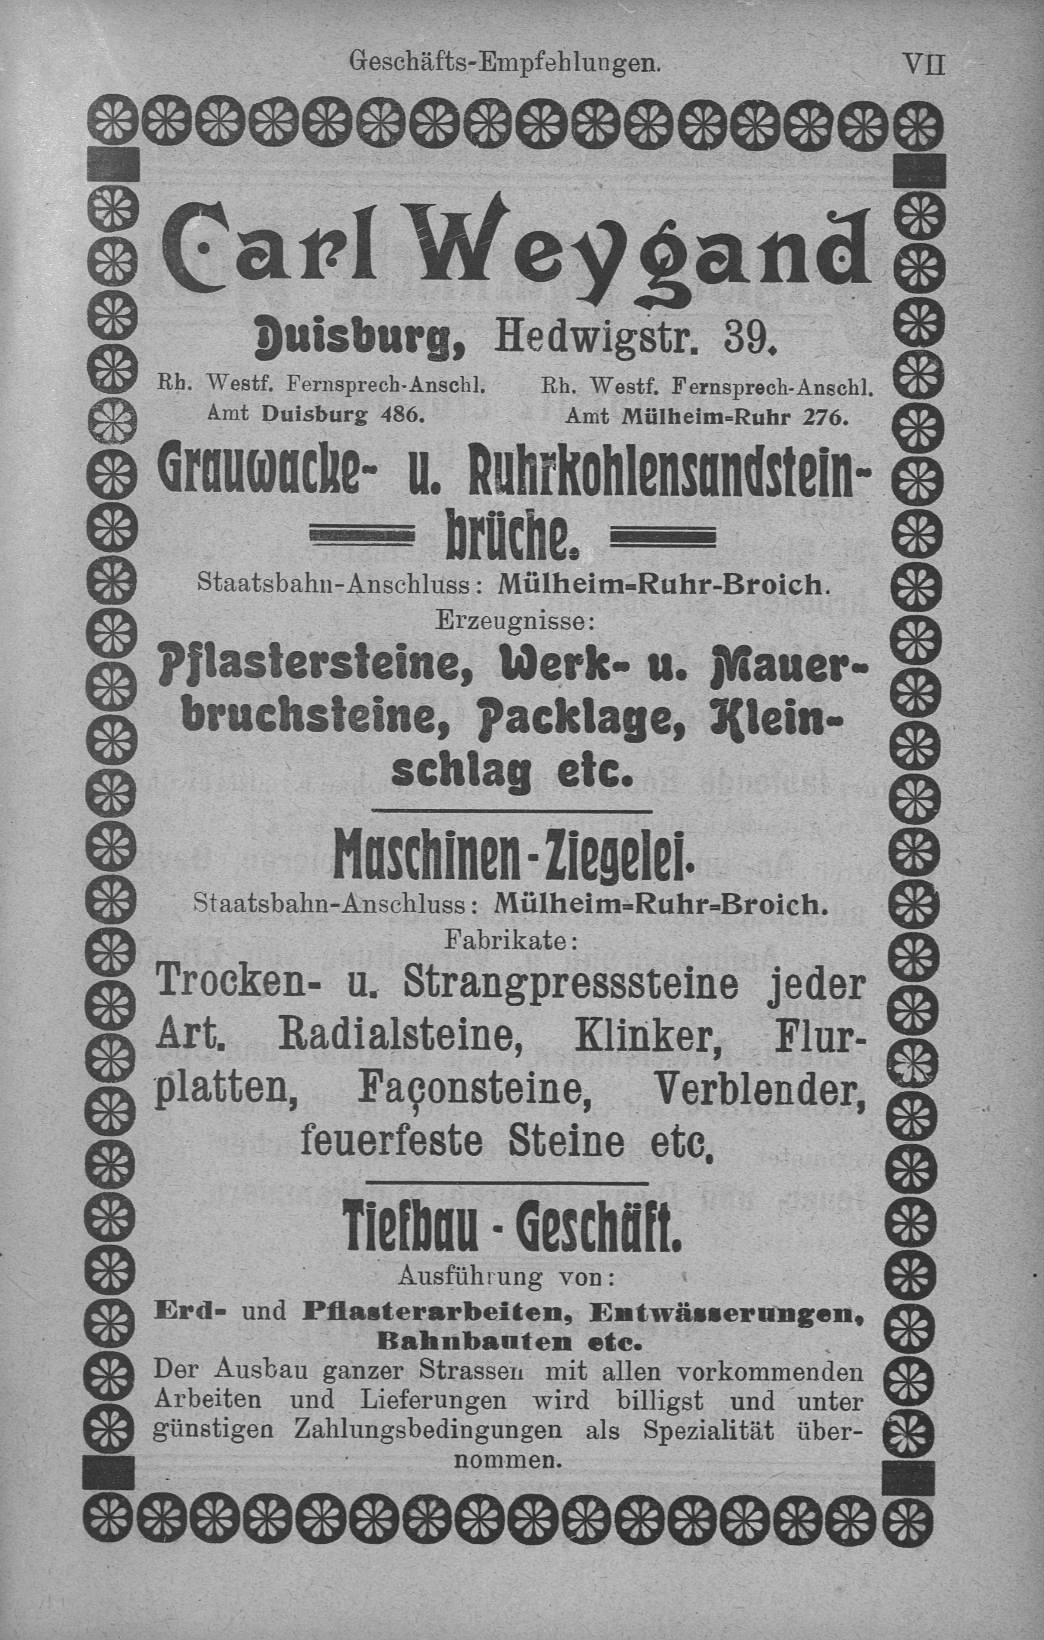 Geschäfts-Empfehlungen. VII
Carl Weygand
Duisburg, Hedwigstr. 39.
Rh. Westf. Fernsprech-Anschl. Rh. Westf. Fernsprech-Anschl.
Amt Duisburg 486. Amt Mülheim-Ruhr 276.
Grauwacke- u. Ruhrkohlensandstein-
brüche.
Staatsbahn-Anschluss: Mülheim-Ruhr-Broich.
Erzeugnisse:
Pflastersteine, Werk- u. Mauer-
bruchsteine, Packlage, Klein-
schlag etc.
Maschinen-Ziegelei.
Staatsbahn-Anschluss: Mülheim-Ruhr-Broich.
Fabrikate:
Trocken- u. Strangpresssteine jeder
Art. Radialsteine, Klinker, Flur-
platten, Façonsteine, Verblender,
feuerfeste Steine etc.
Tiefbau-Geschäft.
Ausführung von:
Erd- und Pflasterarbeiten, Entwässerungen,
Bahnbauten etc.
Der Ausbau ganzer Strassen mit allen vorkommenden
Arbeiten und Lieferungen wird billigst und unter
günstigen Zahlungsbedingungen als Spezialität über-
nommen.